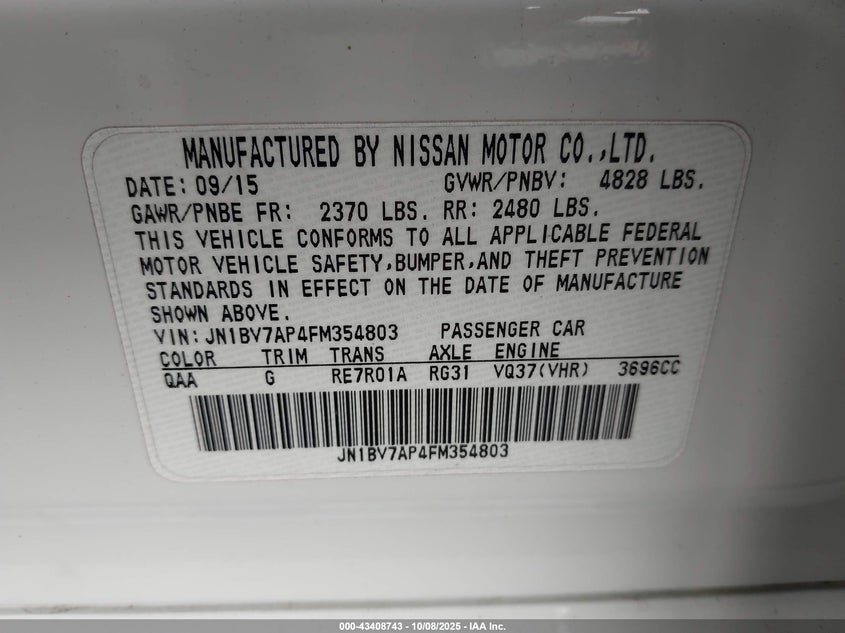 MANUFACTURED BY NISSAN MOTOR CO.,LTD.
DATE: 09/15 GVWR/PNBV: 4828 LBS.
GAWR/PNBE FR: 2370 LBS. RR: 2480 LBS.
THIS VEHICLE CONFORMS TO ALL APPLICABLE FEDERAL
MOTOR VEHICLE SAFETY,BUMPER,AND THEFT PREVENTION
STANDARDS IN EFFECT ON THE DATE OF MANUFACTURE
SHOWN ABOVE.
VIN: JN1BV7AP4FM354803 PASSENGER CAR
COLOR TRIM TRANS AXLE ENGINE
QAA G RE7R01A RG31 VQ37(VHR) 3696CC
JN1BV7AP4FM354803
000-43408743 - 10/08/2025 - IAA Inc.